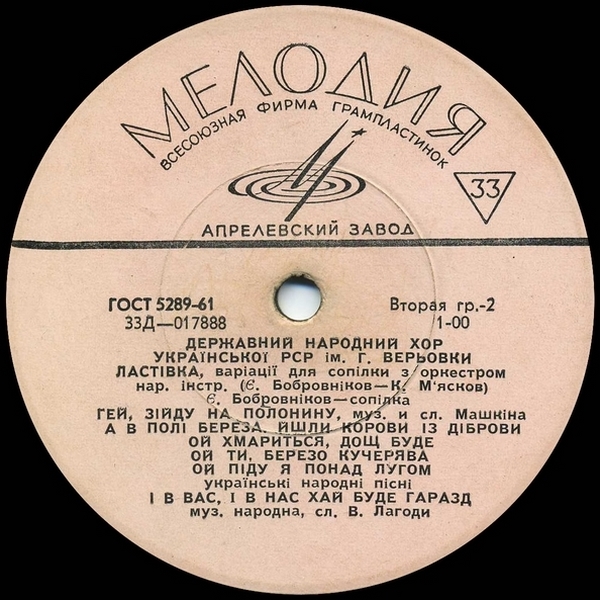 МЕЛОДИЯ
ВСЕСОЮЗНАЯ ФИРМА ГРАМПЛАСТИНОК
33
АПРЕЛЕВСКИЙ ЗАВОД
ГОСТ 5289-61 Вторая гр.-2
33Д—017888 1-00
ДЕРЖАВНИЙ НАРОДНИЙ ХОР
УКРАЇНСЬКОЇ РСР ім. Г. ВЕРЬОВКИ
ЛАСТІВКА, варіації для сопілки з оркестром
нар. інстр. (Є. Бобровніков—К. М'ясков)
Є. Бобровніков—сопілка
ГЕЙ, ЗІЙДУ НА ПОЛОНИНУ, муз. и сл. Машкіна
А В ПОЛІ БЕРЕЗА, ЙШЛИ КОРОВИ ІЗ ДІБРОВИ
ОЙ ХМАРИТЬСЯ, ДОЩ БУДЕ
ОЙ ТИ, БЕРЕЗО КУЧЕРЯВА
ОЙ ПІДУ Я ПОНАД ЛУГОМ
українські народні пісні
І В ВАС, І В НАС ХАЙ БУДЕ ГАРАЗД
муз. народна, сл. В. Лагоди